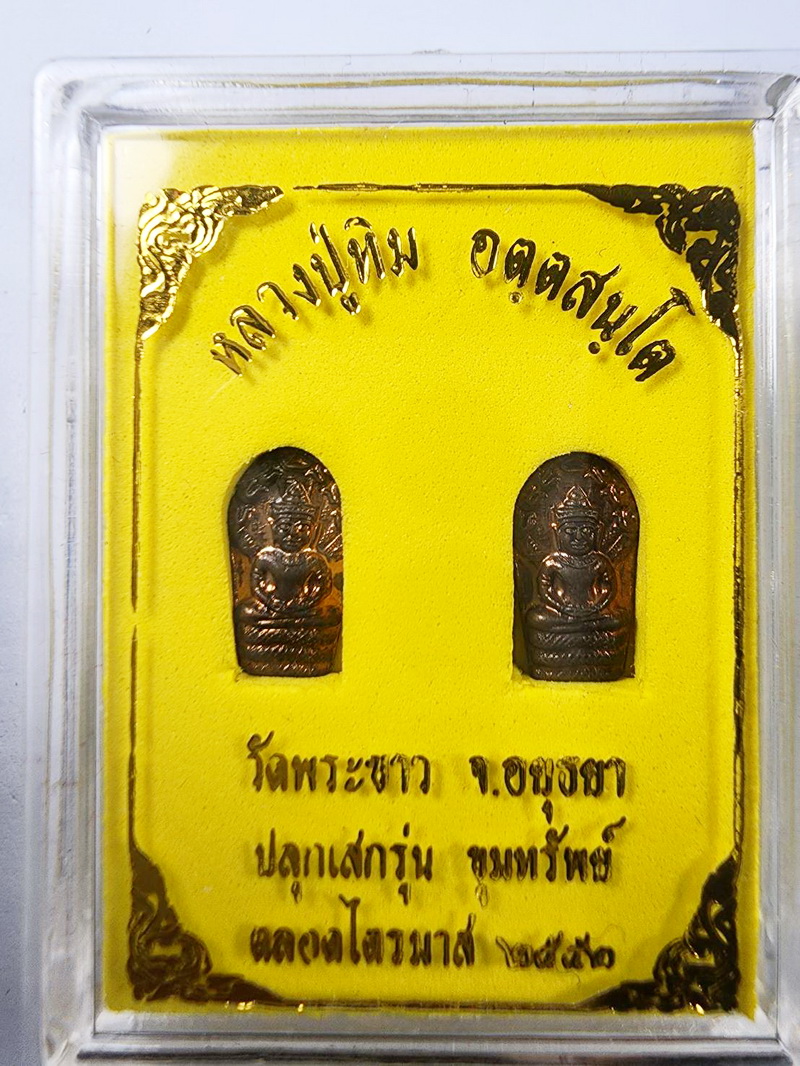 หลวงปู่ทิม อตฺตสนฺโต
วัดพระขาว จ.อยุธยา
ปลุกเสกรุ่น ขุมทรัพย์
ตลอดไตรมาส ๒๕๕๒